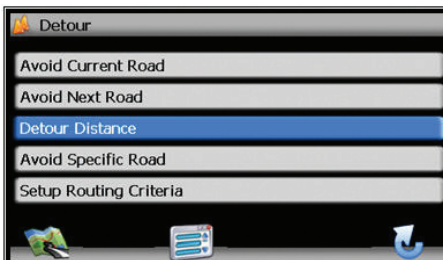 Detour
Avoid Current Road
Avoid Next Road
Detour Distance
Avoid Specific Road
Setup Routing Criteria